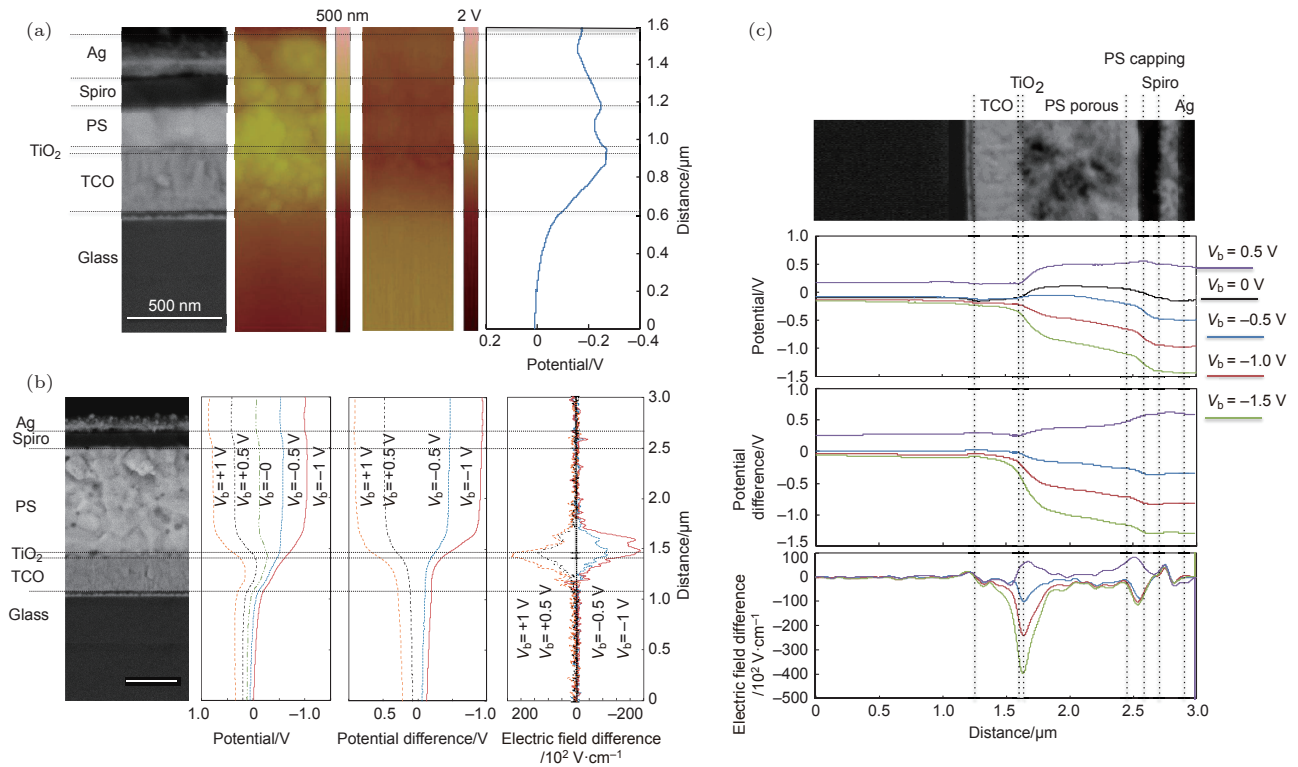 (a)
500 nm
2 V
Ag
Spiro
PS
TiO2
TCO
Glass
500 nm
1.6
1.4
1.2
1.0
0.8
0.6
0.4
0.2
0
Distance/μm
0.2
0
−0.2
−0.4
Potential/V
(b)
Ag
Spiro
PS
TiO2
TCO
Glass
Vb=+1 V
Vb=+0.5 V
Vb=−0
Vb=−0.5 V
Vb=−1 V
1.0
0
−1.0
Potential/V
Vb=+1 V
Vb=+0.5 V
Vb=−0.5 V
Vb=−1 V
0.5
0
−1.0
Potential difference/V
Vb=+1 V
Vb=+0.5 V
Vb=−0.5 V
Vb=−1 V
200
0
−200
Electric field difference
/10² V·cm−1
3.0
2.5
2.0
1.5
1.0
0.5
0
Distance/μm
(c)
PS capping
TiO2
Spiro
TCO
PS porous
Ag
1.0
0.5
0
−0.5
−1.0
−1.5
Potential/V
Vb = 0.5 V
Vb = 0 V
Vb = −0.5 V
Vb = −1.0 V
Vb = −1.5 V
1.0
0.5
0
−0.5
−1.0
−1.5
Potential
difference/V
100
0
−100
−200
−300
−400
−500
Electric field difference
/10² V·cm−1
0
0.5
1.0
1.5
2.0
2.5
3.0
Distance/μm